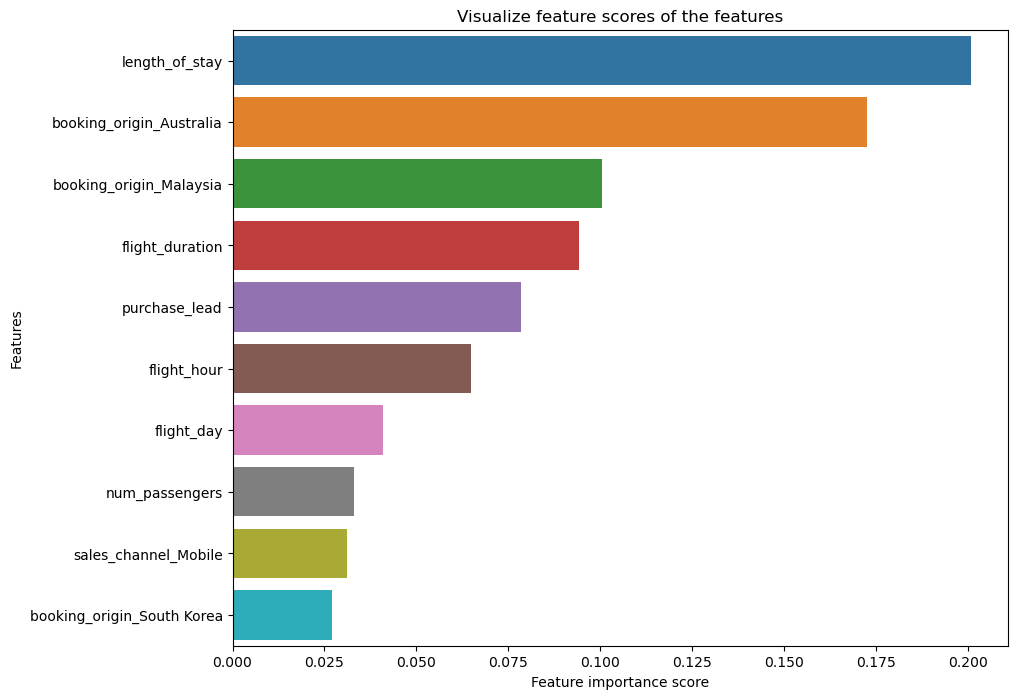 Visualize feature scores of the features
length_of_stay
booking_origin_Australia
booking_origin_Malaysia
flight_duration
purchase_lead
flight_hour
flight_day
num_passengers
sales_channel_Mobile
booking_origin_South Korea
Features
0.000 0.025 0.050 0.075 0.100 0.125 0.150 0.175 0.200
Feature importance score